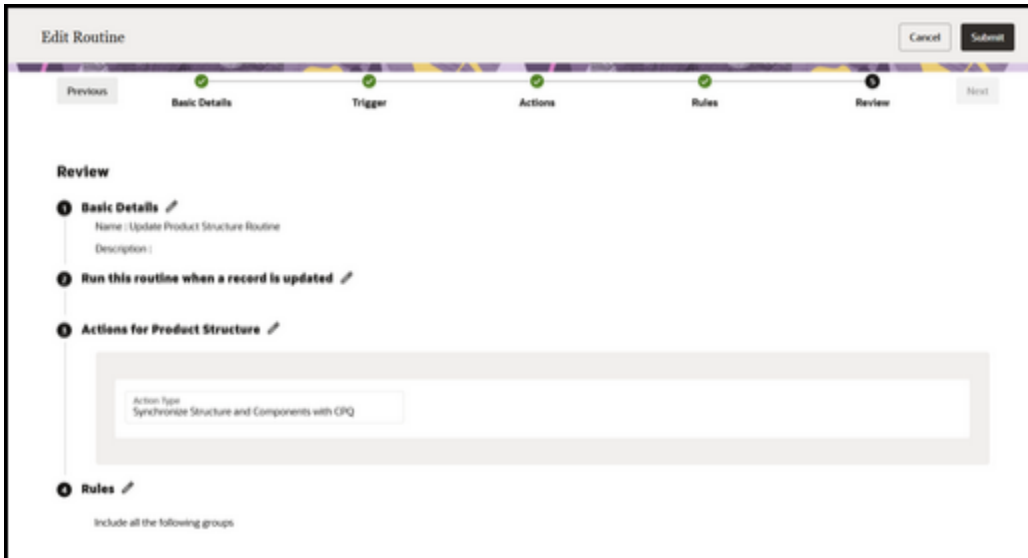 Edit Routine
Cancel
Submit
Previous
Basic Details
Trigger
Actions
Rules
5
Review
Next
Review
1 Basic Details
Name : Update Product Structure Routine
Description :
2 Run this routine when a record is updated
3 Actions for Product Structure
Action Type
Synchronize Structure and Components with CPQ
4 Rules
Include all the following groups